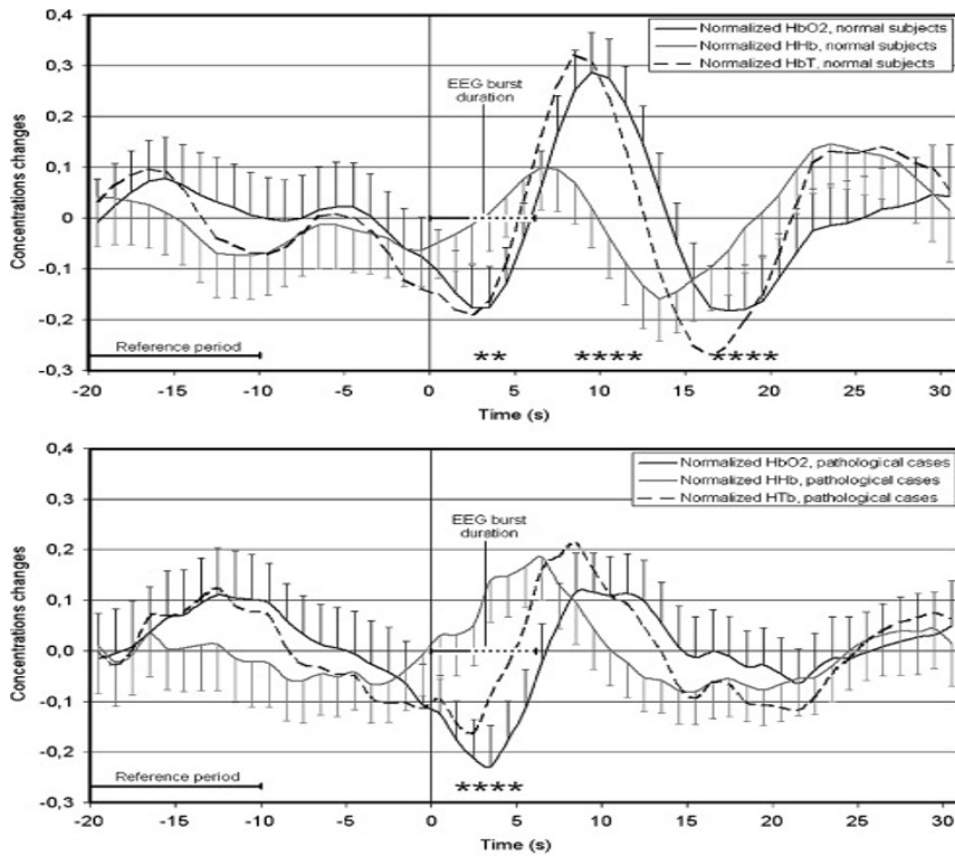 0,4
Normalized HbO2, normal subjects
Normalized HHb, normal subjects
Normalized HbT, normal subjects
0,3
EEG burst
duration
0,2
0,1
0
-0,1
-0,2
-0,3
Concentrations changes
Reference period
** **** ****
-20 -15 -10 -5 0 5 10 15 20 25 30
Time (s)
0,4
Normalized HbO2, pathological cases
Normalized HHb, pathological cases
Normalized HTb, pathological cases
0,3
EEG burst
duration
0,2
0,1
0,0
-0,1
-0,2
-0,3
Concentrations changes
Reference period
****
-20 -15 -10 -5 0 5 10 15 20 25 30
Time (s)